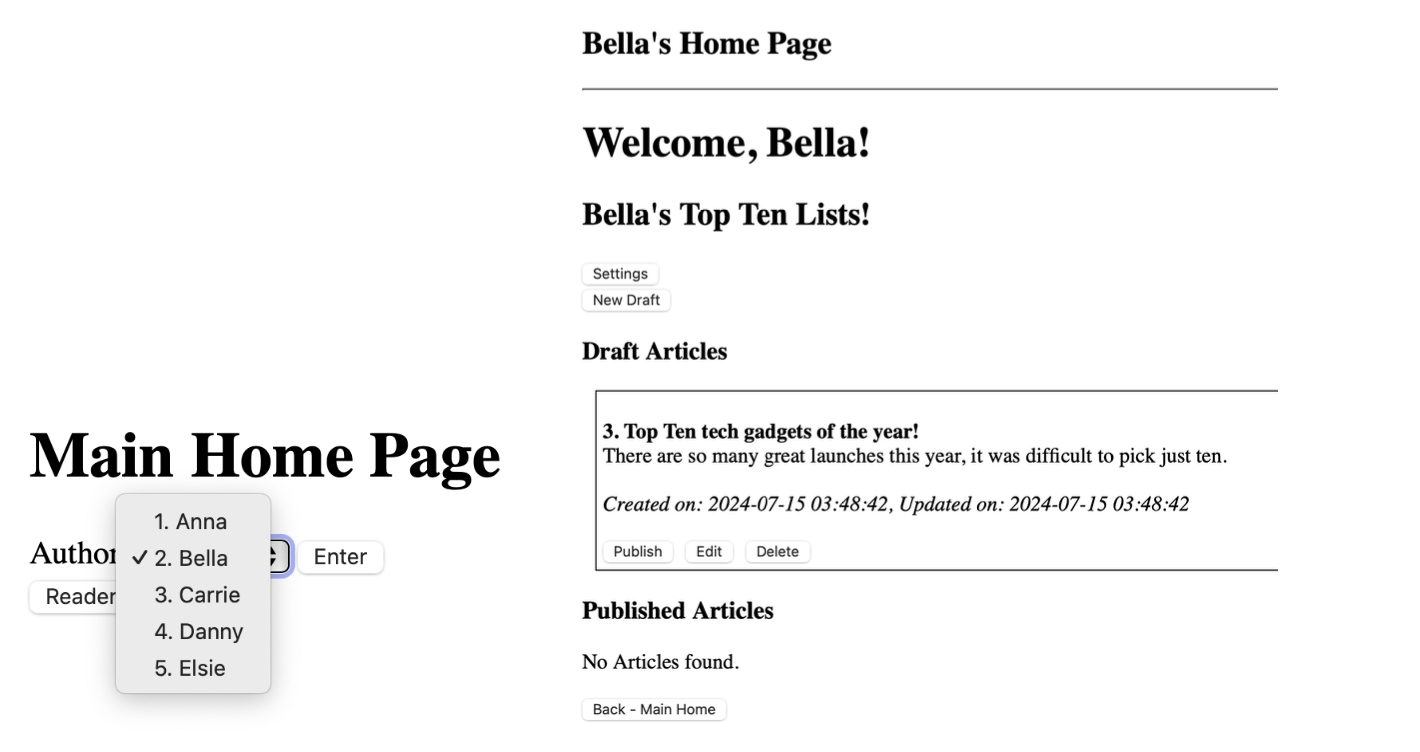 Main Home Page
1. Anna
Author
✓ 2. Bella
Enter
3. Carrie
Reader
4. Danny
5. Elsie
Bella's Home Page
Welcome, Bella!
Bella's Top Ten Lists!
Settings
New Draft
Draft Articles
3. Top Ten tech gadgets of the year!
There are so many great launches this year, it was difficult to pick just ten.
Created on: 2024-07-15 03:48:42, Updated on: 2024-07-15 03:48:42
Publish Edit Delete
Published Articles
No Articles found.
Back - Main Home